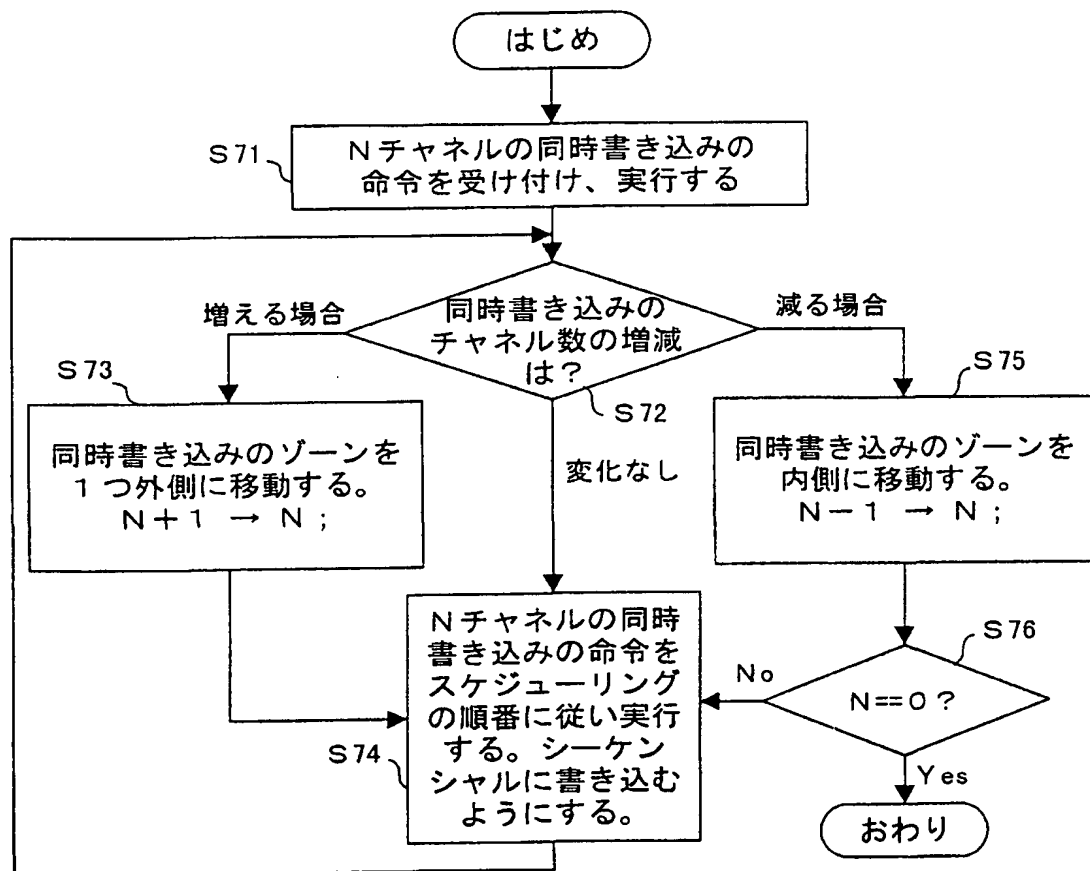 はじめ
S71
Nチャネルの同時書き込みの
命令を受け付け、実行する
増える場合
同時書き込みの
チャネル数の増減
は？
減る場合
S73
S72
S75
同時書き込みのゾーンを
１つ外側に移動する。
N＋１ → N；
変化なし
同時書き込みのゾーンを
内側に移動する。
N－１ → N；
Nチャネルの同時
書き込みの命令を
スケジューリング
の順番に従い実行
する。シーケン
シャルに書き込む
ようにする。
S74
S76
No
N==0？
Yes
おわり